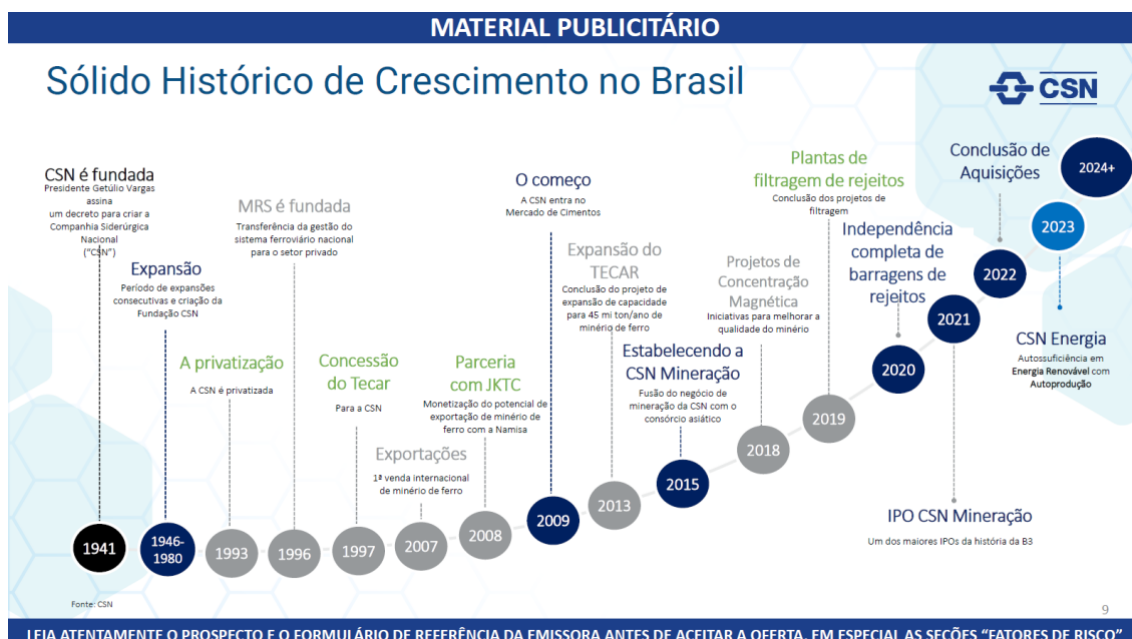 MATERIAL PUBLICITÁRIO
Sólido Histórico de Crescimento no Brasil
CSN
CSN é fundada
Presidente Getúlio Vargas
assina
um decreto para criar a
Companhia Siderúrgica
Nacional
("CSN")
1941
Expansão
Período de expansões
consecutivas e criação da
Fundação CSN
1946-
1980
A privatização
A CSN é privatizada
1993
MRS é fundada
Transferência da gestão do
sistema ferroviário nacional
para o setor privado
1996
Concessão
do Tecar
Para a CSN
1997
Exportações
1ª venda internacional
de minério de ferro
2007
Parceria
com JKTC
Monetização do potencial de
exportação de minério de
ferro com a Namisa
2008
O começo
A CSN entra no
Mercado de Cimentos
2009
Expansão do
TECAR
Conclusão do projeto de
expansão de capacidade
para 45 mi ton/ano de
minério de ferro
2013
Estabelecendo a
CSN Mineração
Fusão do negócio de
mineração da CSN com o
consórcio asiático
2015
Projetos de
Concentração
Magnética
Iniciativas para melhorar a
qualidade do minério
2018
Plantas de
filtragem de rejeitos
Conclusão dos projetos de
filtragem
2019
Independência
completa de
barragens de
rejeitos
2020
2021
IPO CSN Mineração
Um dos maiores IPOs da história da B3
Conclusão de
Aquisições
2022
2023
CSN Energia
Autossuficiência em
Energia Renovável com
Autoprodução
2024+
Fonte: CSN
9
LEIA ATENTAMENTE O PROSPECTO E O FORMULÁRIO DE REFERÊNCIA DA EMISSORA ANTES DE ACEITAR A OFERTA, EM ESPECIAL AS SEÇÕES "FATORES DE RISCO"